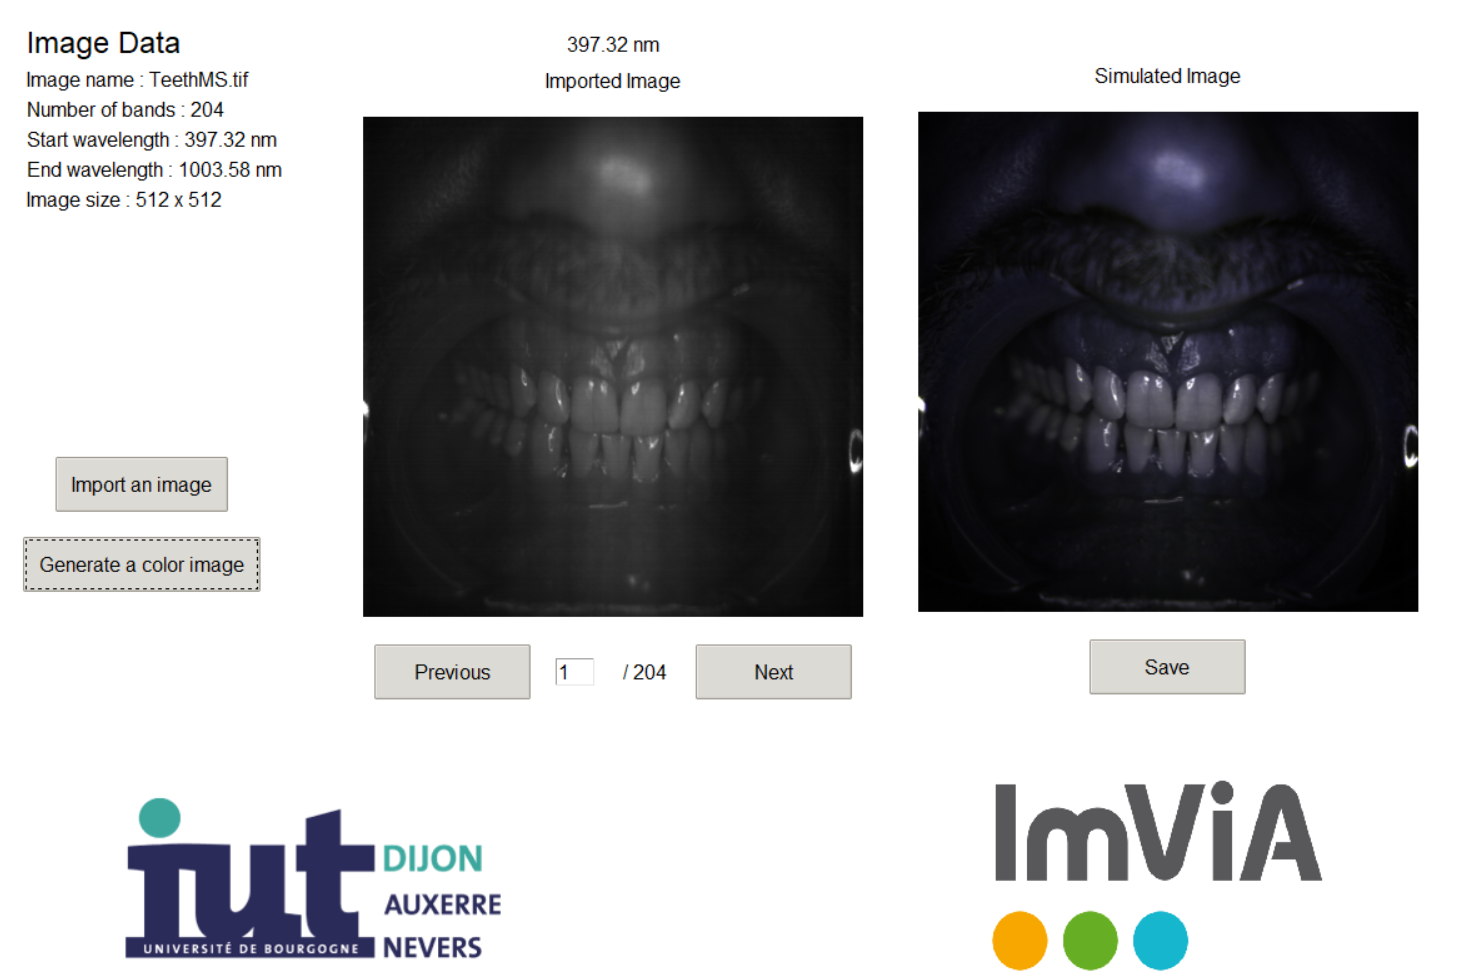 Image Data
Image name : TeethMS.tif
Number of bands : 204
Start wavelength : 397.32 nm
End wavelength : 1003.58 nm
Image size : 512 x 512
397.32 nm
Imported Image
Simulated Image
Import an image
Generate a color image
Previous
1
/ 204
Next
Save
iut
DIJON
AUXERRE
NEVERS
UNIVERSITÉ DE BOURGOGNE
ImViA